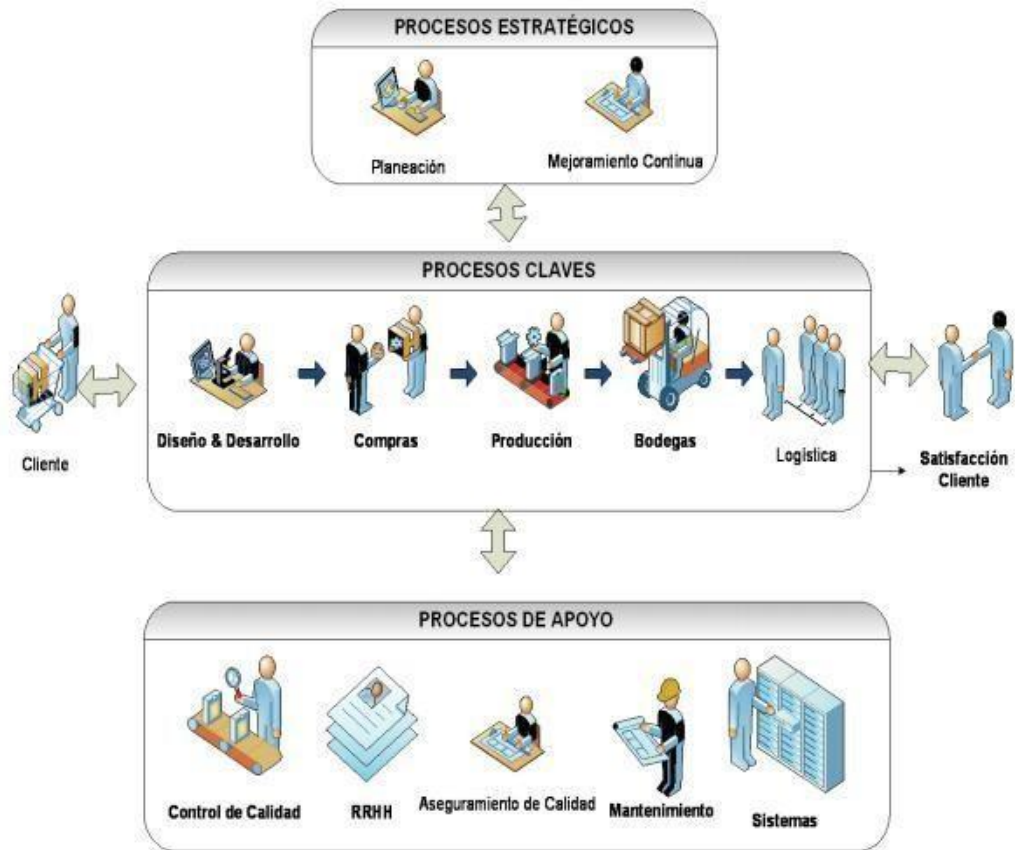 PROCESOS ESTRATÉGICOS
Planeación
Mejoramiento Continua
PROCESOS CLAVES
Cliente
Diseño & Desarrollo
Compras
Producción
Bodegas
Logística
Satisfacción
Cliente
PROCESOS DE APOYO
Control de Calidad
RRHH
Aseguramiento de Calidad
Mantenimiento
Sistemas